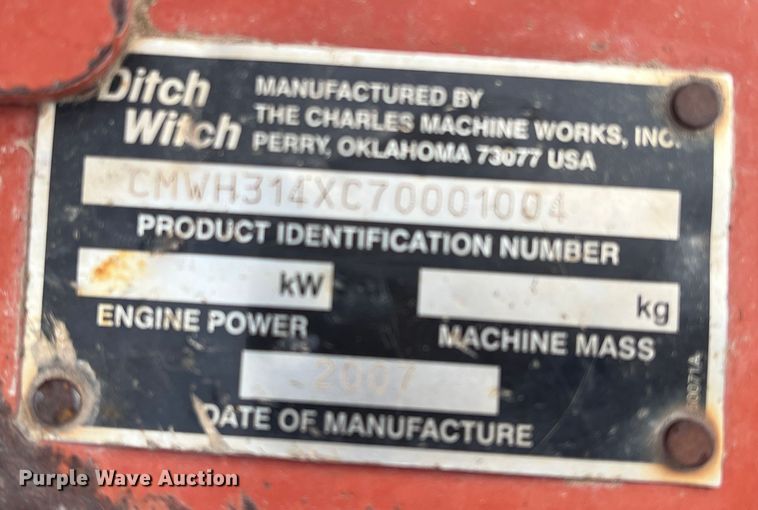 Ditch Witch
MANUFACTURED BY
THE CHARLES MACHINE WORKS, INC.
PERRY, OKLAHOMA 73077 USA
CMWH314XC70001004
PRODUCT IDENTIFICATION NUMBER
kW
kg
ENGINE POWER
MACHINE MASS
2007
DATE OF MANUFACTURE
Purple Wave Auction